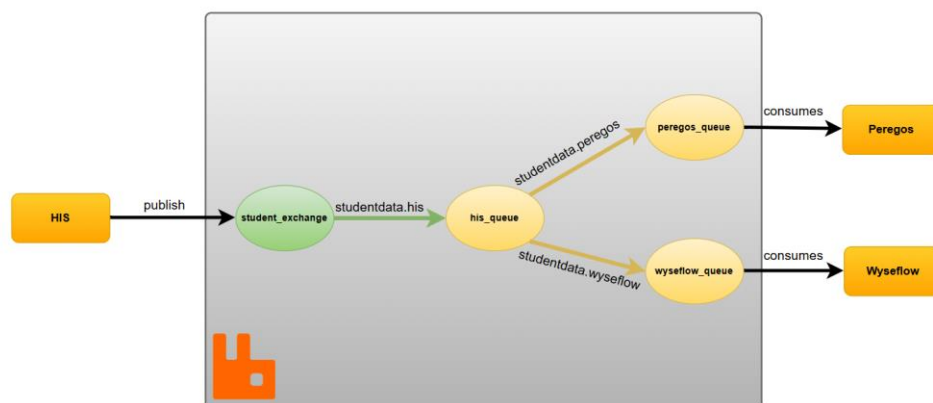 HIS
publish
student_exchange
studentdata.his
his_queue
studentdata.peregos
studentdata.wyseflow
peregos_queue
wyseflow_queue
consumes
Peregos
consumes
Wyseflow